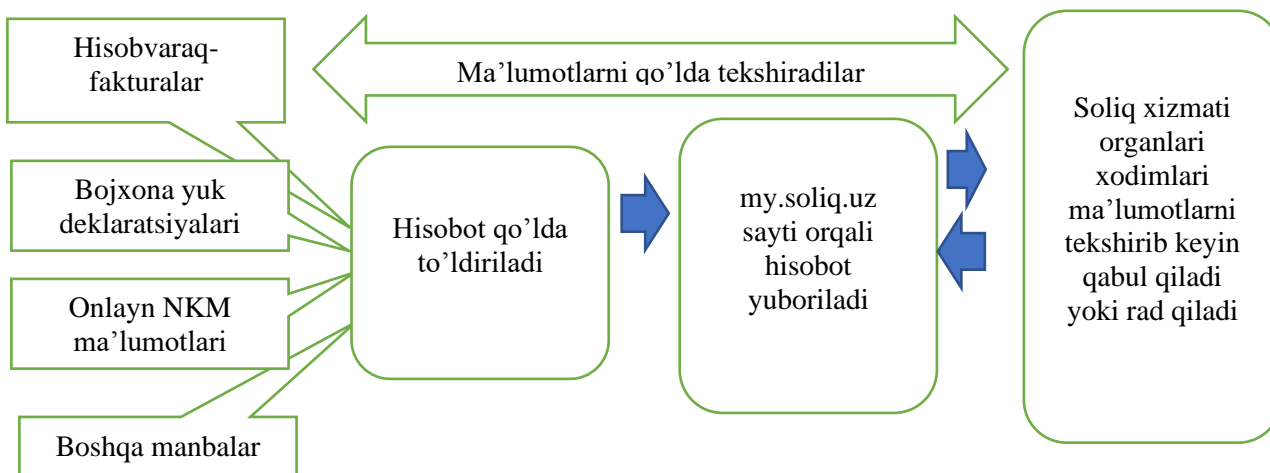 Hisobvaraq-
fakturalar
Bojxona yuk
deklaratsiyalari
Onlayn NKM
ma’lumotlari
Boshqa manbalar
Ma’lumotlarni qo’lda tekshiradilar
Hisobot qo’lda
to’ldiriladi
my.soliq.uz
sayti orqali
hisobot
yuboriladi
Soliq xizmati
organlari
xodimlari
ma’lumotlarni
tekshirib keyin
qabul qiladi
yoki rad qiladi